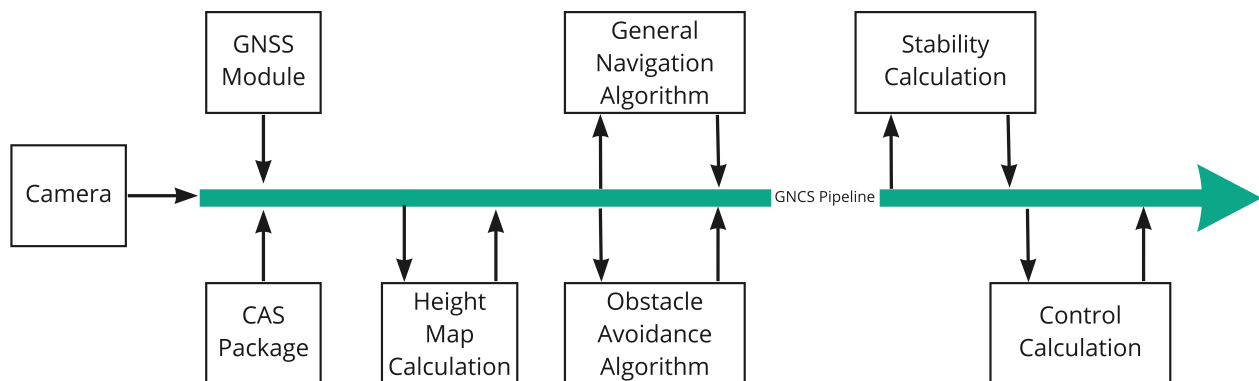 GNSS
Module
General
Navigation
Algorithm
Stability
Calculation
Camera
GNCS Pipeline
CAS
Package
Height
Map
Calculation
Obstacle
Avoidance
Algorithm
Control
Calculation